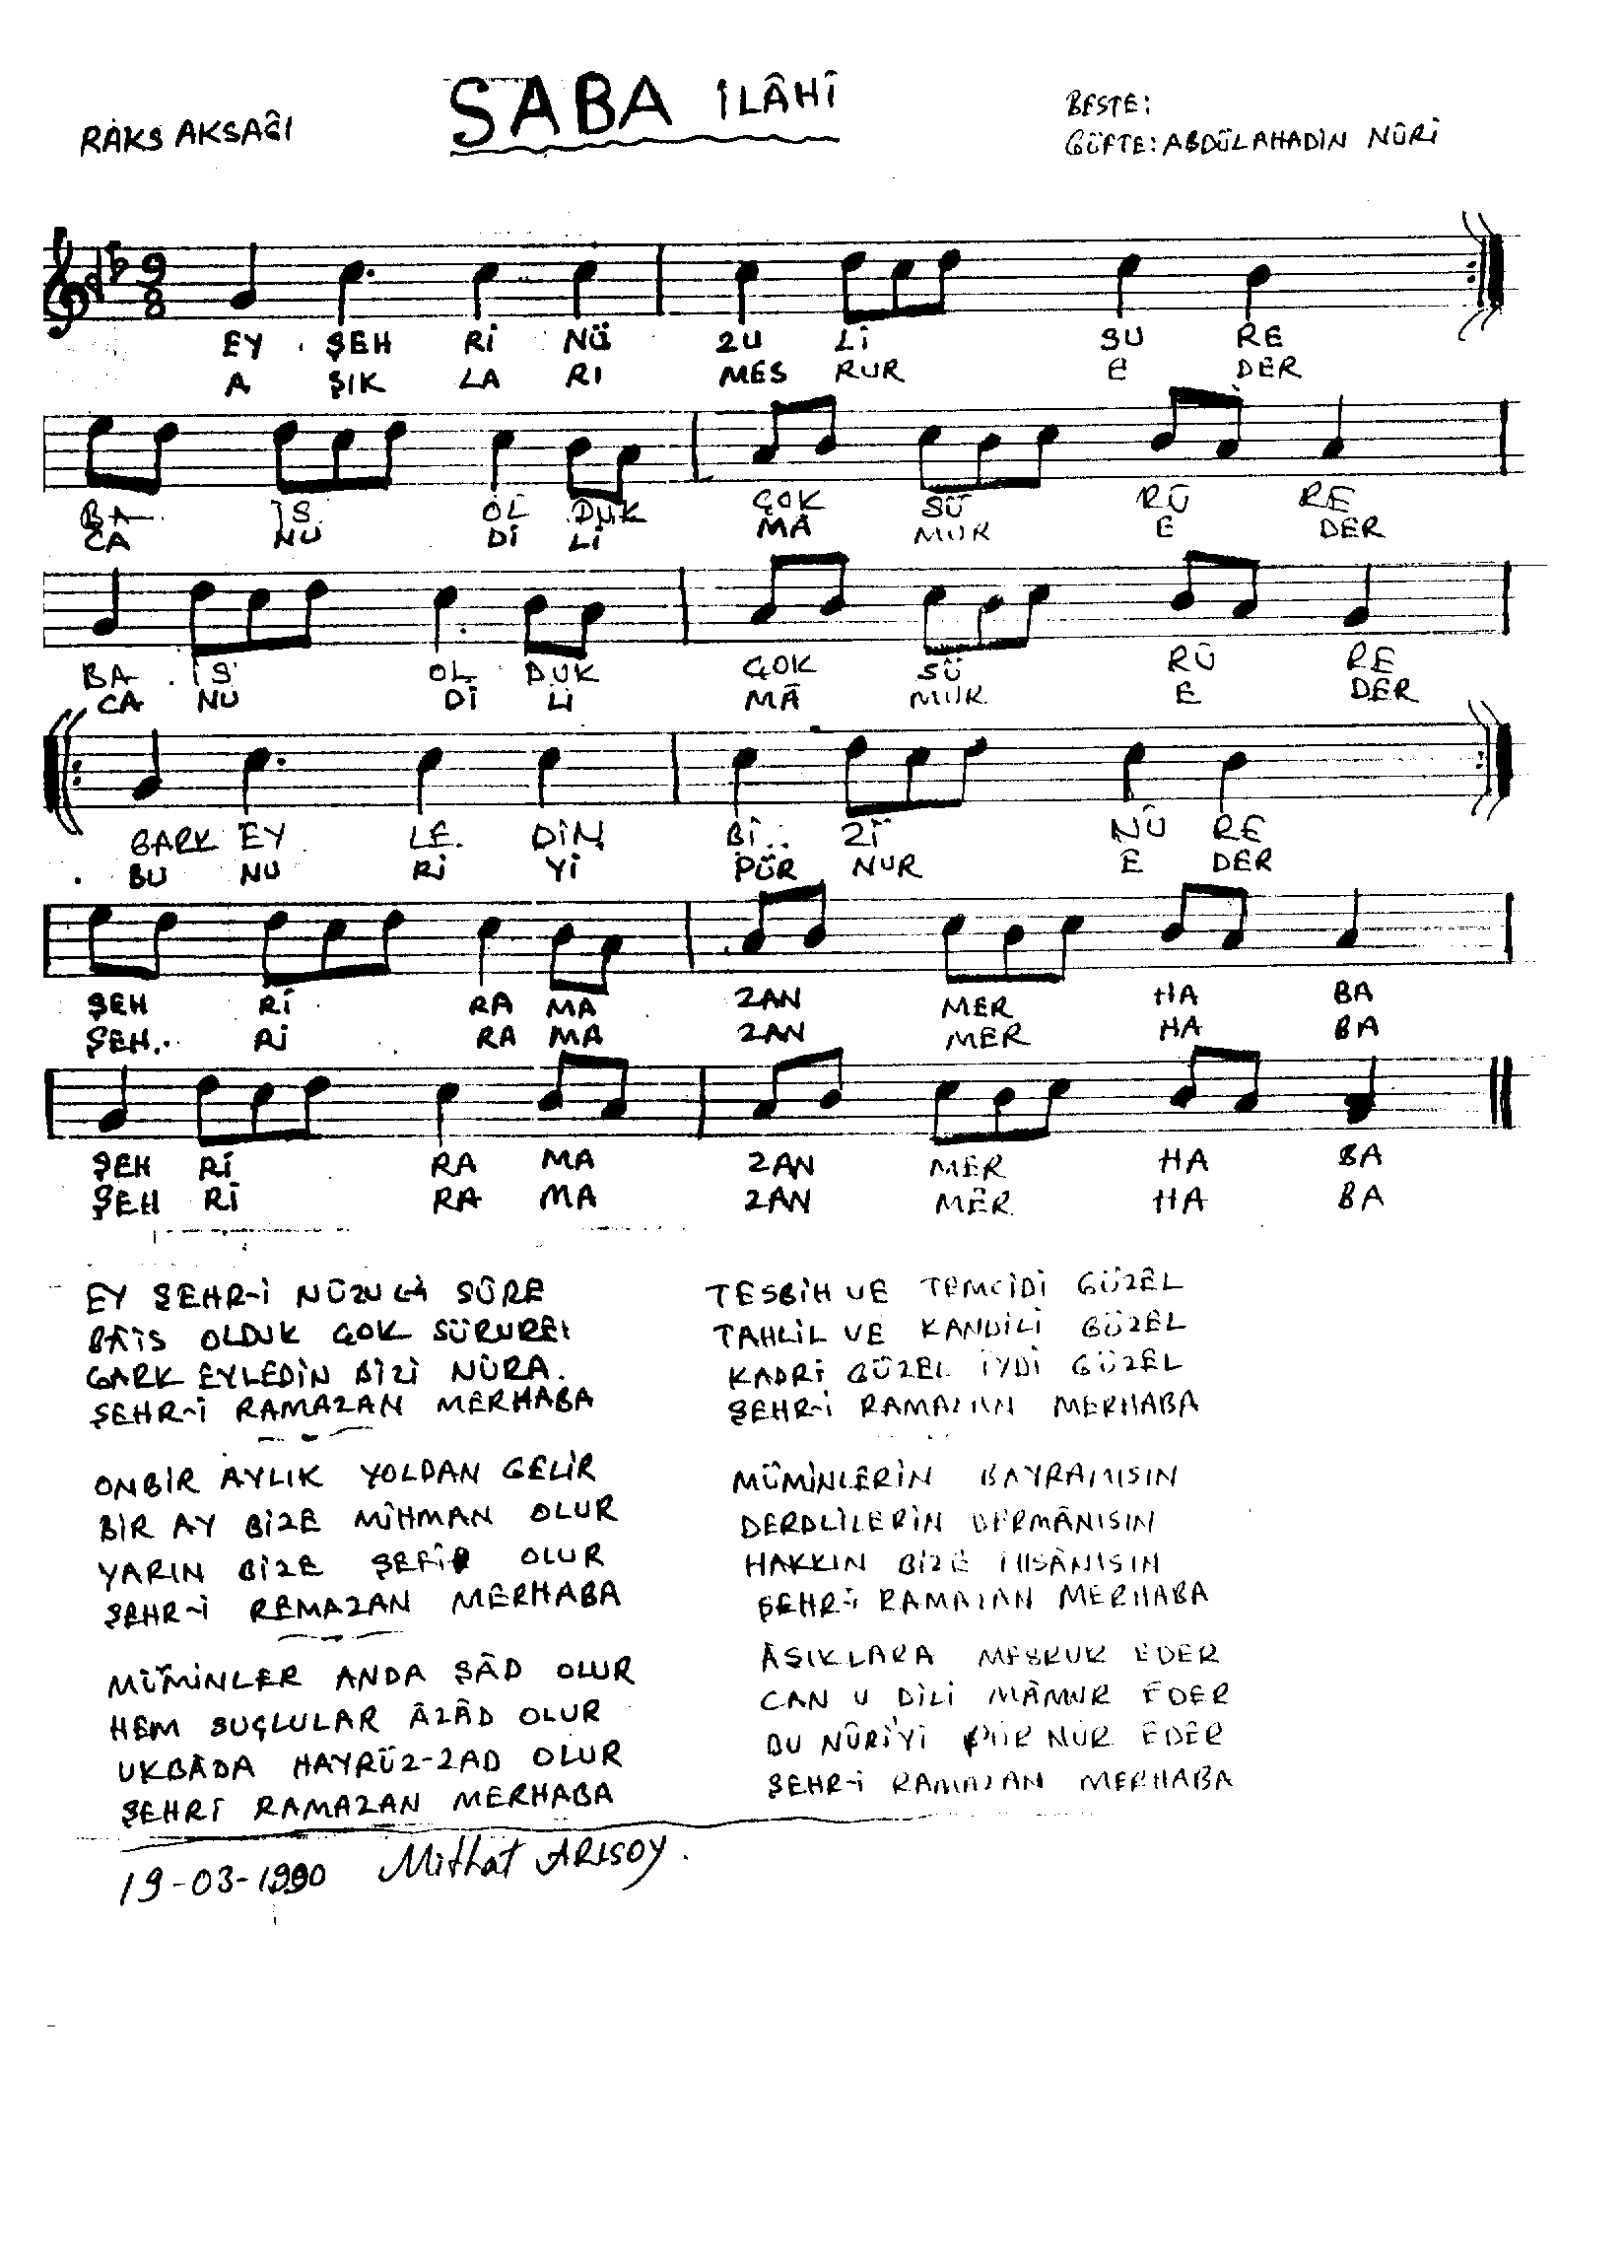 SABA İLÂHİ
RAKS AKSAĞI
BESTE:
GÜFTE: ABDÜLAHADİN NÛRİ
9
8
EY ŞEH Rİ NÜ ZU Lİ SU RE
A ŞIK LA RI MES RUR E DER
BA İS OL DUK ÇOK SÜ RÛ RE
CA NU Dİ Lİ MA MUR E DER
BA İS OL DUK ÇOK SÜ RÛ RE
CA NU Dİ Lİ MÂ MUR E DER
GARK EY LE DİN Bİ Zİ NÛ RE
BU NU Rİ Yİ PÜR NUR E DER
ŞEH Rİ RA MA ZAN MER HA BA
ŞEH Rİ RA MA ZAN MER HA BA
ŞEH Rİ RA MA ZAN MER HA BA
ŞEH Rİ RA MA ZAN MER HA BA
EY ŞEHR-İ NÜZULİ SÛRE
BÂİS OLDUK ÇOK SÜRURE
GARK EYLEDİN BİZİ NÛRA.
ŞEHR-İ RAMAZAN MERHABA
ONBİR AYLIK YOLDAN GELİR
BİR AY BİZE MİHMAN OLUR
YARIN BİZE OLUR
ŞEHR-İ REMAZAN MERHABA
MÜ'MİNLER ANDA ŞÂD OLUR
HEM SUÇLULAR ÂZÂD OLUR
UKBÂDA HAYRÜZ-ZAD OLUR
ŞEHRİ RAMAZAN MERHABA
TESBİH VE TEMCİDİ GÜZEL
TAHLİL VE KANDİLİ GÜZEL
KADRİ GÜZEL İYDİ GÜZEL
ŞEHR-İ RAMAZAN MERHABA
MÜMİNLERİN BAYRAMISIN
DERDLİLERİN DERMÂNISIN
HAKKIN BİZE İHSÂNISIN
ŞEHR-İ RAMAZAN MERHABA
ÂŞIKLARA MESRUR EDER
CAN U DİLİ MÂMUR EDER
BU NÛRİ'Yİ PÜR NUR EDER
ŞEHR-İ RAMAZAN MERHABA
19-03-1990 Mithat ARISOY.